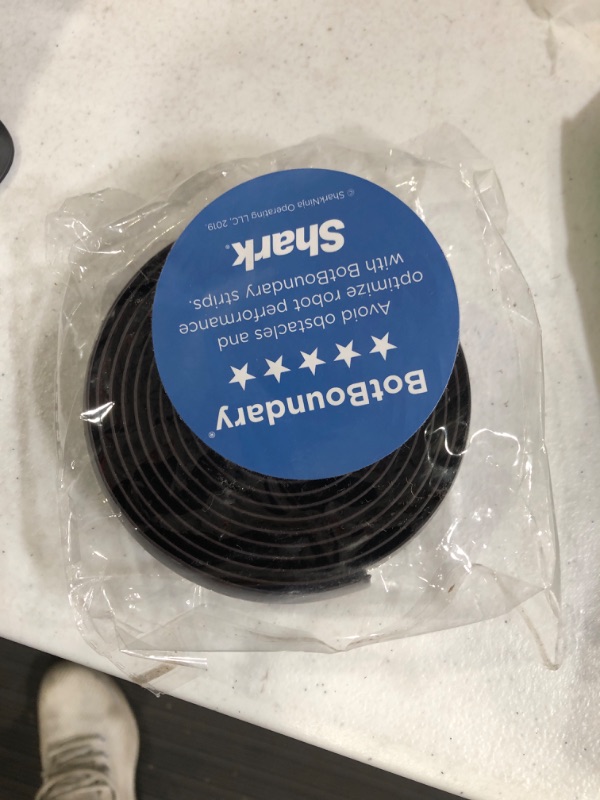 BotBoundary®
★★★★★
Avoid obstacles and
optimize robot performance
with BotBoundary strips.
Shark®
© SharkNinja Operating LLC, 2019.